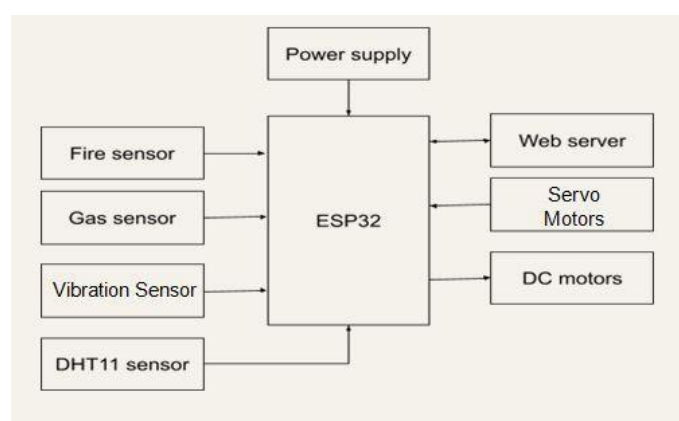 Power supply
Fire sensor
Gas sensor
Vibration Sensor
DHT11 sensor
ESP32
Web server
Servo
Motors
DC motors